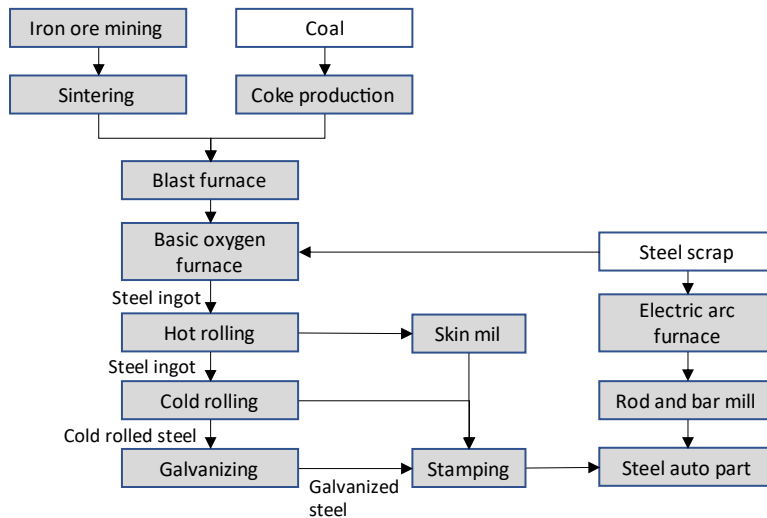 Iron ore mining
Coal
Sintering
Coke production
Blast furnace
Basic oxygen
furnace
Steel scrap
Steel ingot
Electric arc
furnace
Hot rolling
Skin mil
Steel ingot
Cold rolling
Rod and bar mill
Cold rolled steel
Galvanizing
Galvanized
steel
Stamping
Steel auto part